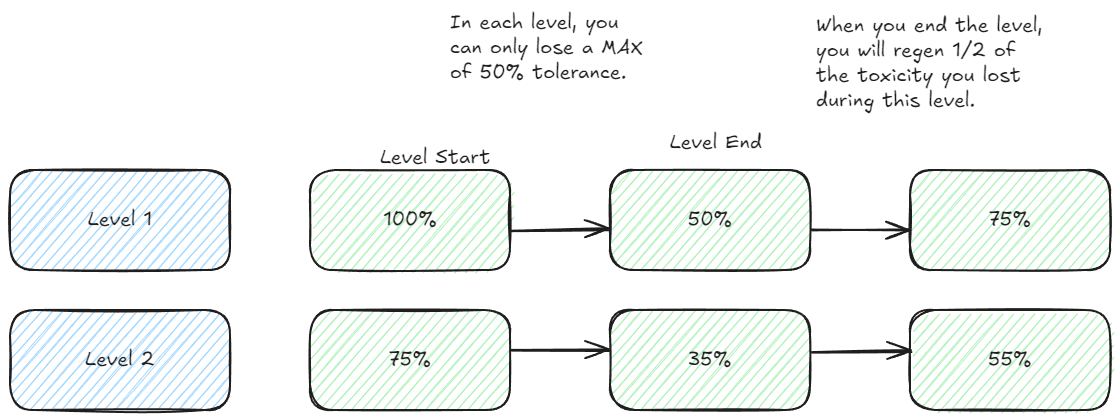 In each level, you
can only lose a MAX
of 50% tolerance.
When you end the level,
you will regen 1/2 of
the toxicity you lost
during this level.
Level Start
Level End
Level 1
100%
50%
75%
Level 2
75%
35%
55%